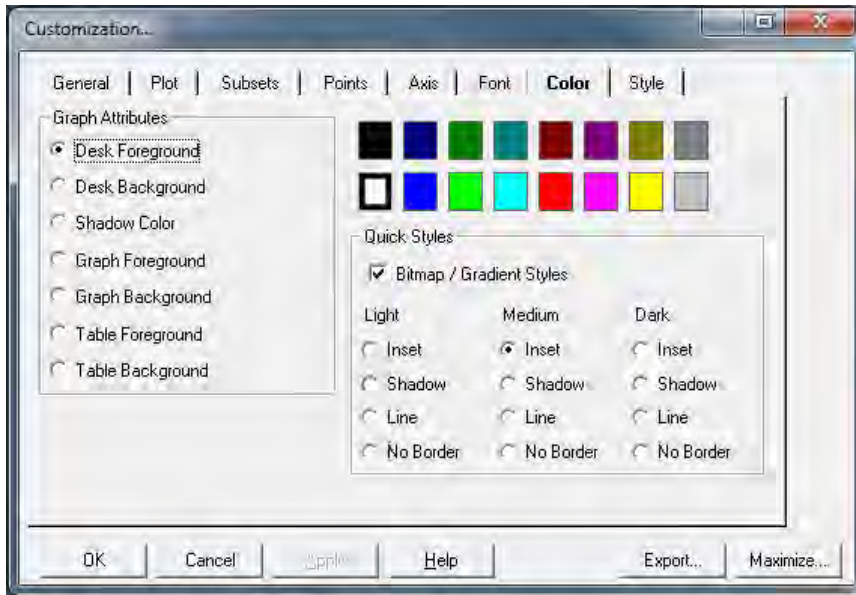 Customization...
General | Plot | Subsets | Points | Axis | Font | Color | Style |
Graph Attributes
Desk Foreground
Desk Background
Shadow Color
Graph Foreground
Graph Background
Table Foreground
Table Background
Quick Styles
Bitmap / Gradient Styles
Light Medium Dark
Inset Inset Inset
Shadow Shadow Shadow
Line Line Line
No Border No Border No Border
OK Cancel Apply Help Export... Maximize...